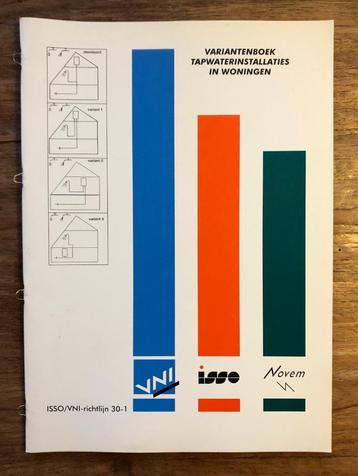 VARIANTENBOEK
TAPWATERINSTALLATIES
IN WONINGEN
standaard
variant 1
variant 2
variant 3
VNI
isso
Novem
ISSO/VNI-richtlijn 30-1